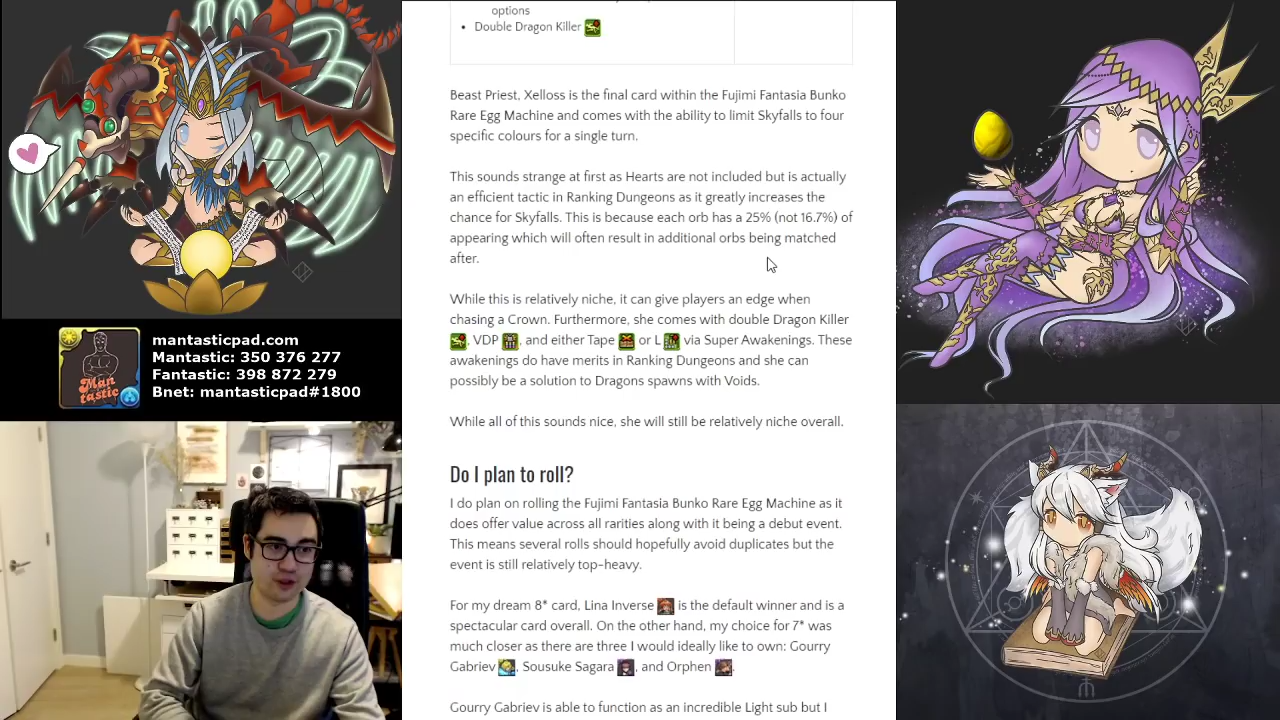 options
• Double Dragon Killer
Beast Priest, Xelloss is the final card within the Fujimi Fantasia Bunko
Rare Egg Machine and comes with the ability to limit Skyfalls to four
specific colours for a single turn.
This sounds strange at first as Hearts are not included but is actually
an efficient tactic in Ranking Dungeons as it greatly increases the
chance for Skyfalls. This is because each orb has a 25% (not 16.7%) of
appearing which will often result in additional orbs being matched
after.
While this is relatively niche, it can give players an edge when
chasing a Crown. Furthermore, she comes with double Dragon Killer
, VDP , and either Tape or L via Super Awakenings. These
awakenings do have merits in Ranking Dungeons and she can
possibly be a solution to Dragons spawns with Voids.
While all of this sounds nice, she will still be relatively niche overall.
Do I plan to roll?
I do plan on rolling the Fujimi Fantasia Bunko Rare Egg Machine as it
does offer value across all rarities along with it being a debut event.
This means several rolls should hopefully avoid duplicates but the
event is still relatively top-heavy.
For my dream 8* card, Lina Inverse is the default winner and is a
spectacular card overall. On the other hand, my choice for 7* was
much closer as there are three I would ideally like to own: Gourry
Gabriev , Sousuke Sagara , and Orphen .
Gourry Gabriev is able to function as an incredible Light sub but I
mantasticpad.com
Mantastic: 350 376 277
Fantastic: 398 872 279
Bnet: mantasticpad#1800
Man
tastic